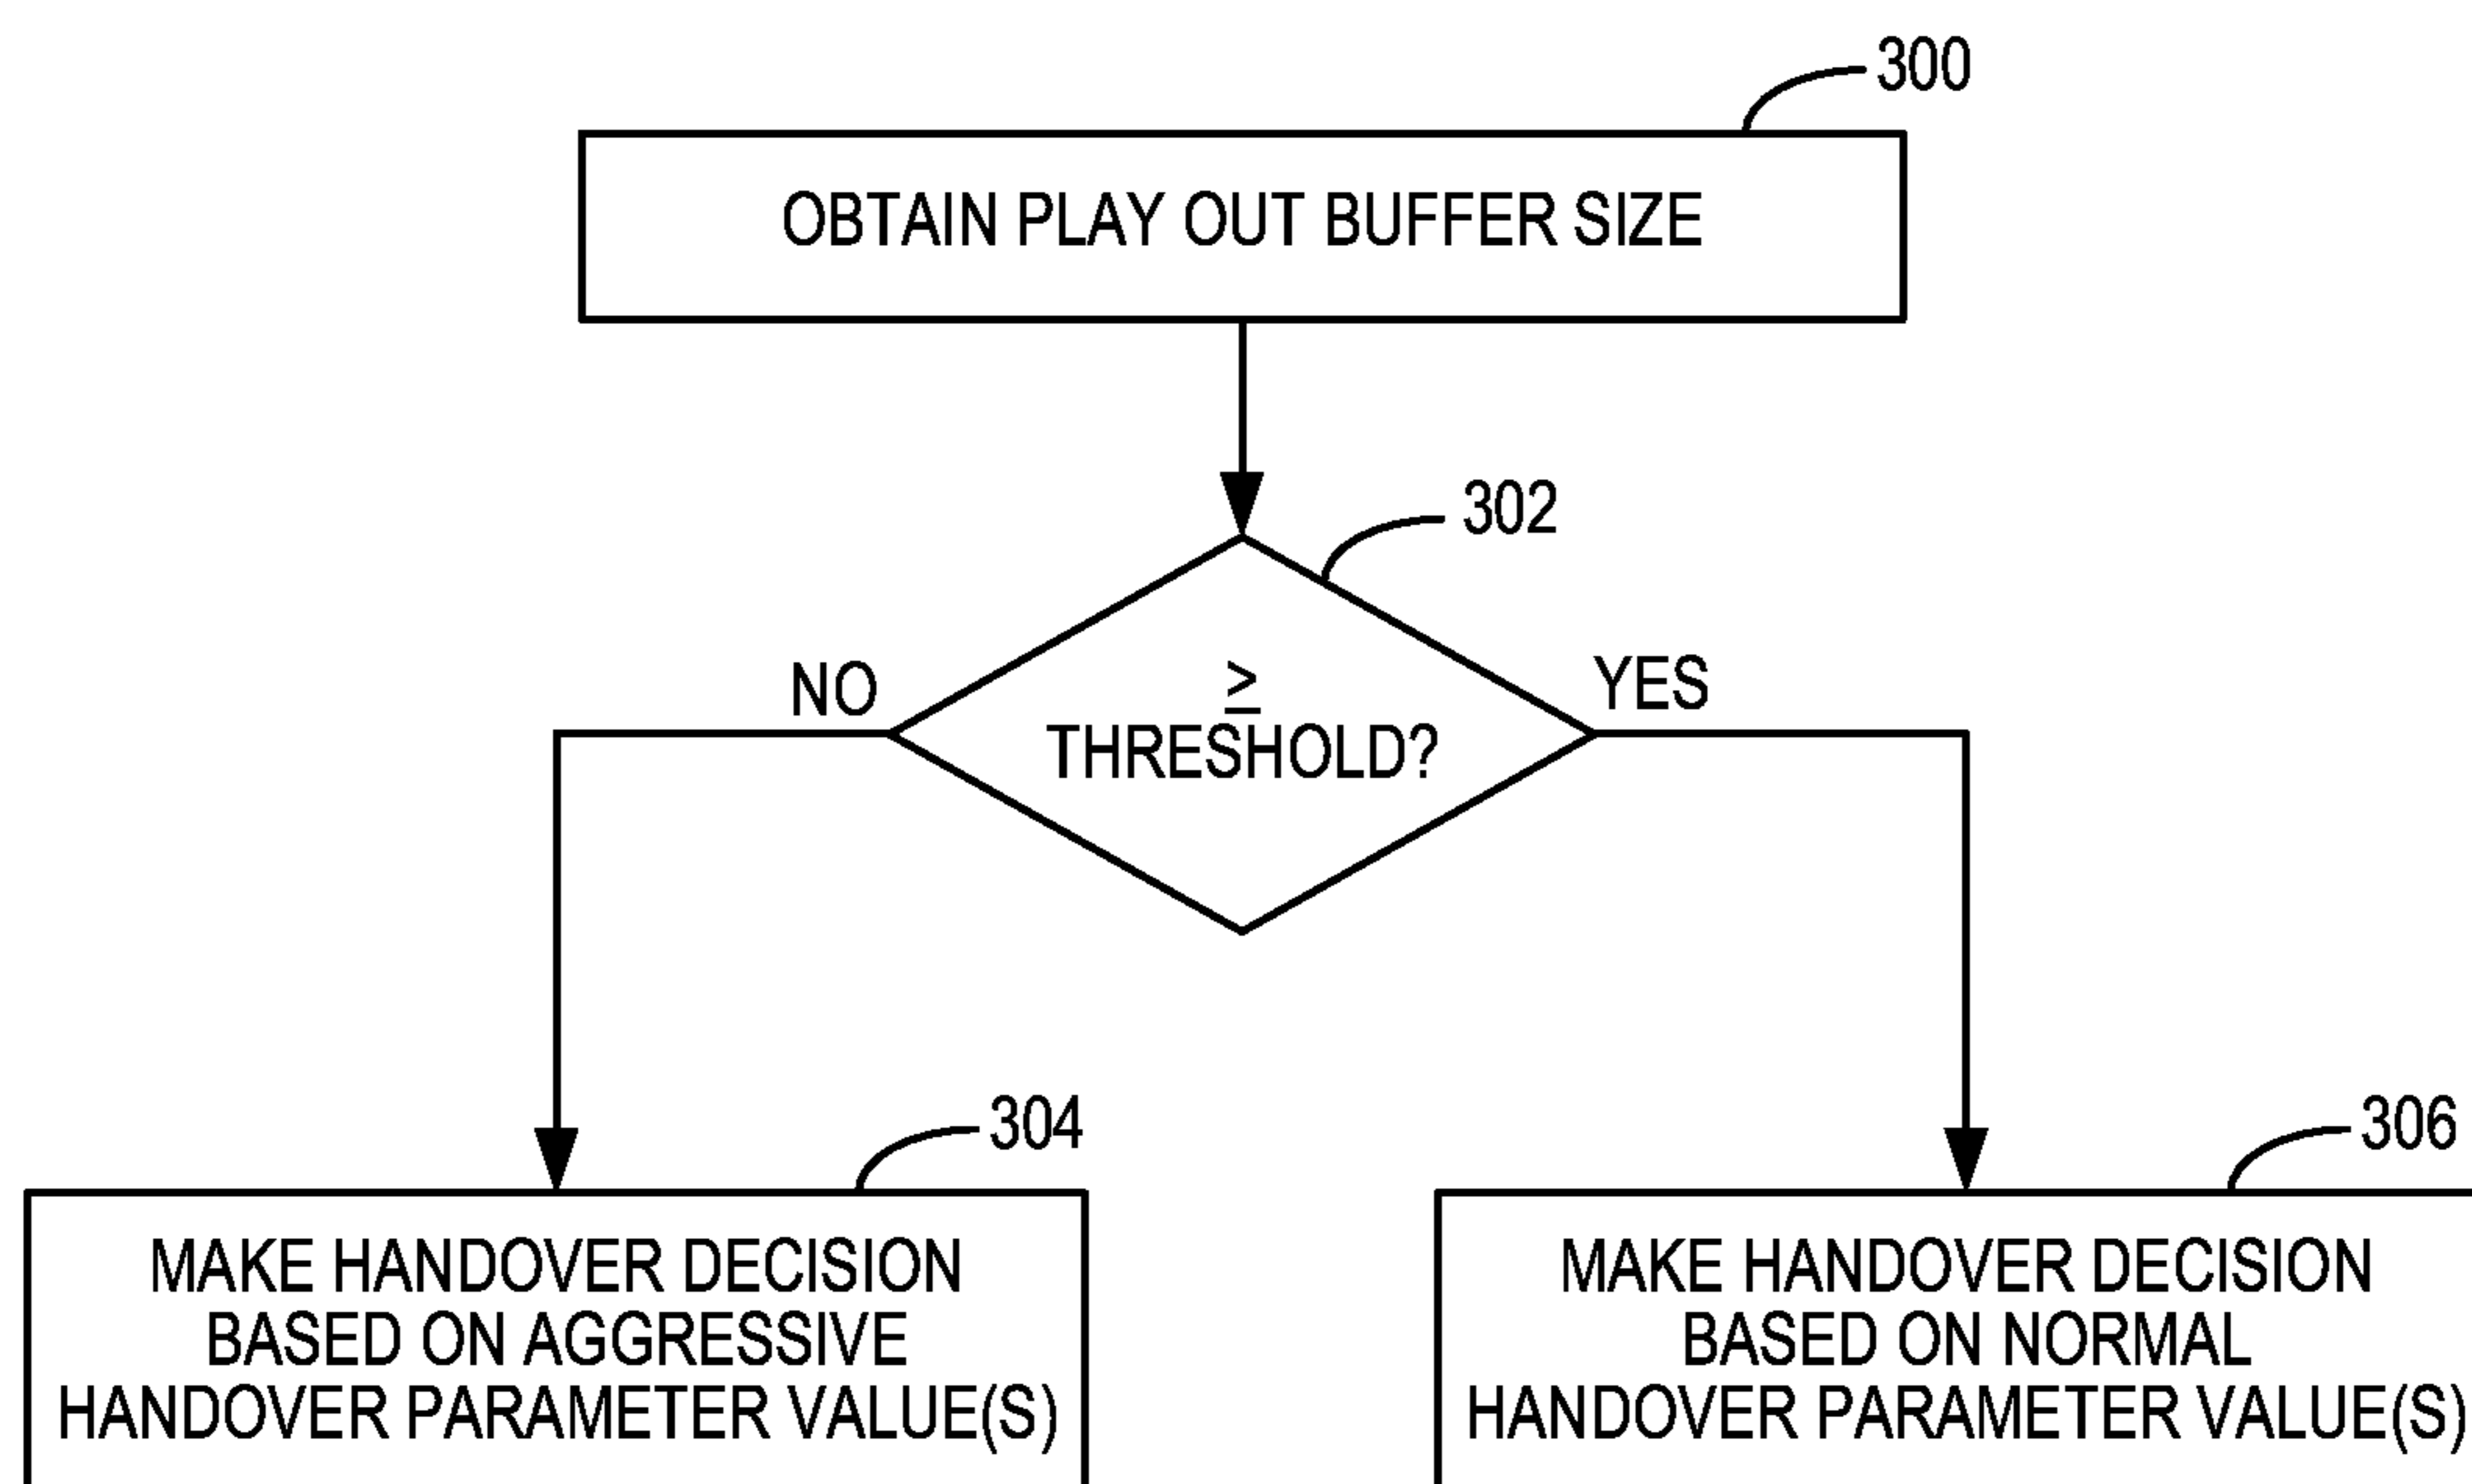 300
OBTAIN PLAY OUT BUFFER SIZE
302
NO
≥
THRESHOLD?
YES
304
306
MAKE HANDOVER DECISION
BASED ON AGGRESSIVE
HANDOVER PARAMETER VALUE(S)
MAKE HANDOVER DECISION
BASED ON NORMAL
HANDOVER PARAMETER VALUE(S)